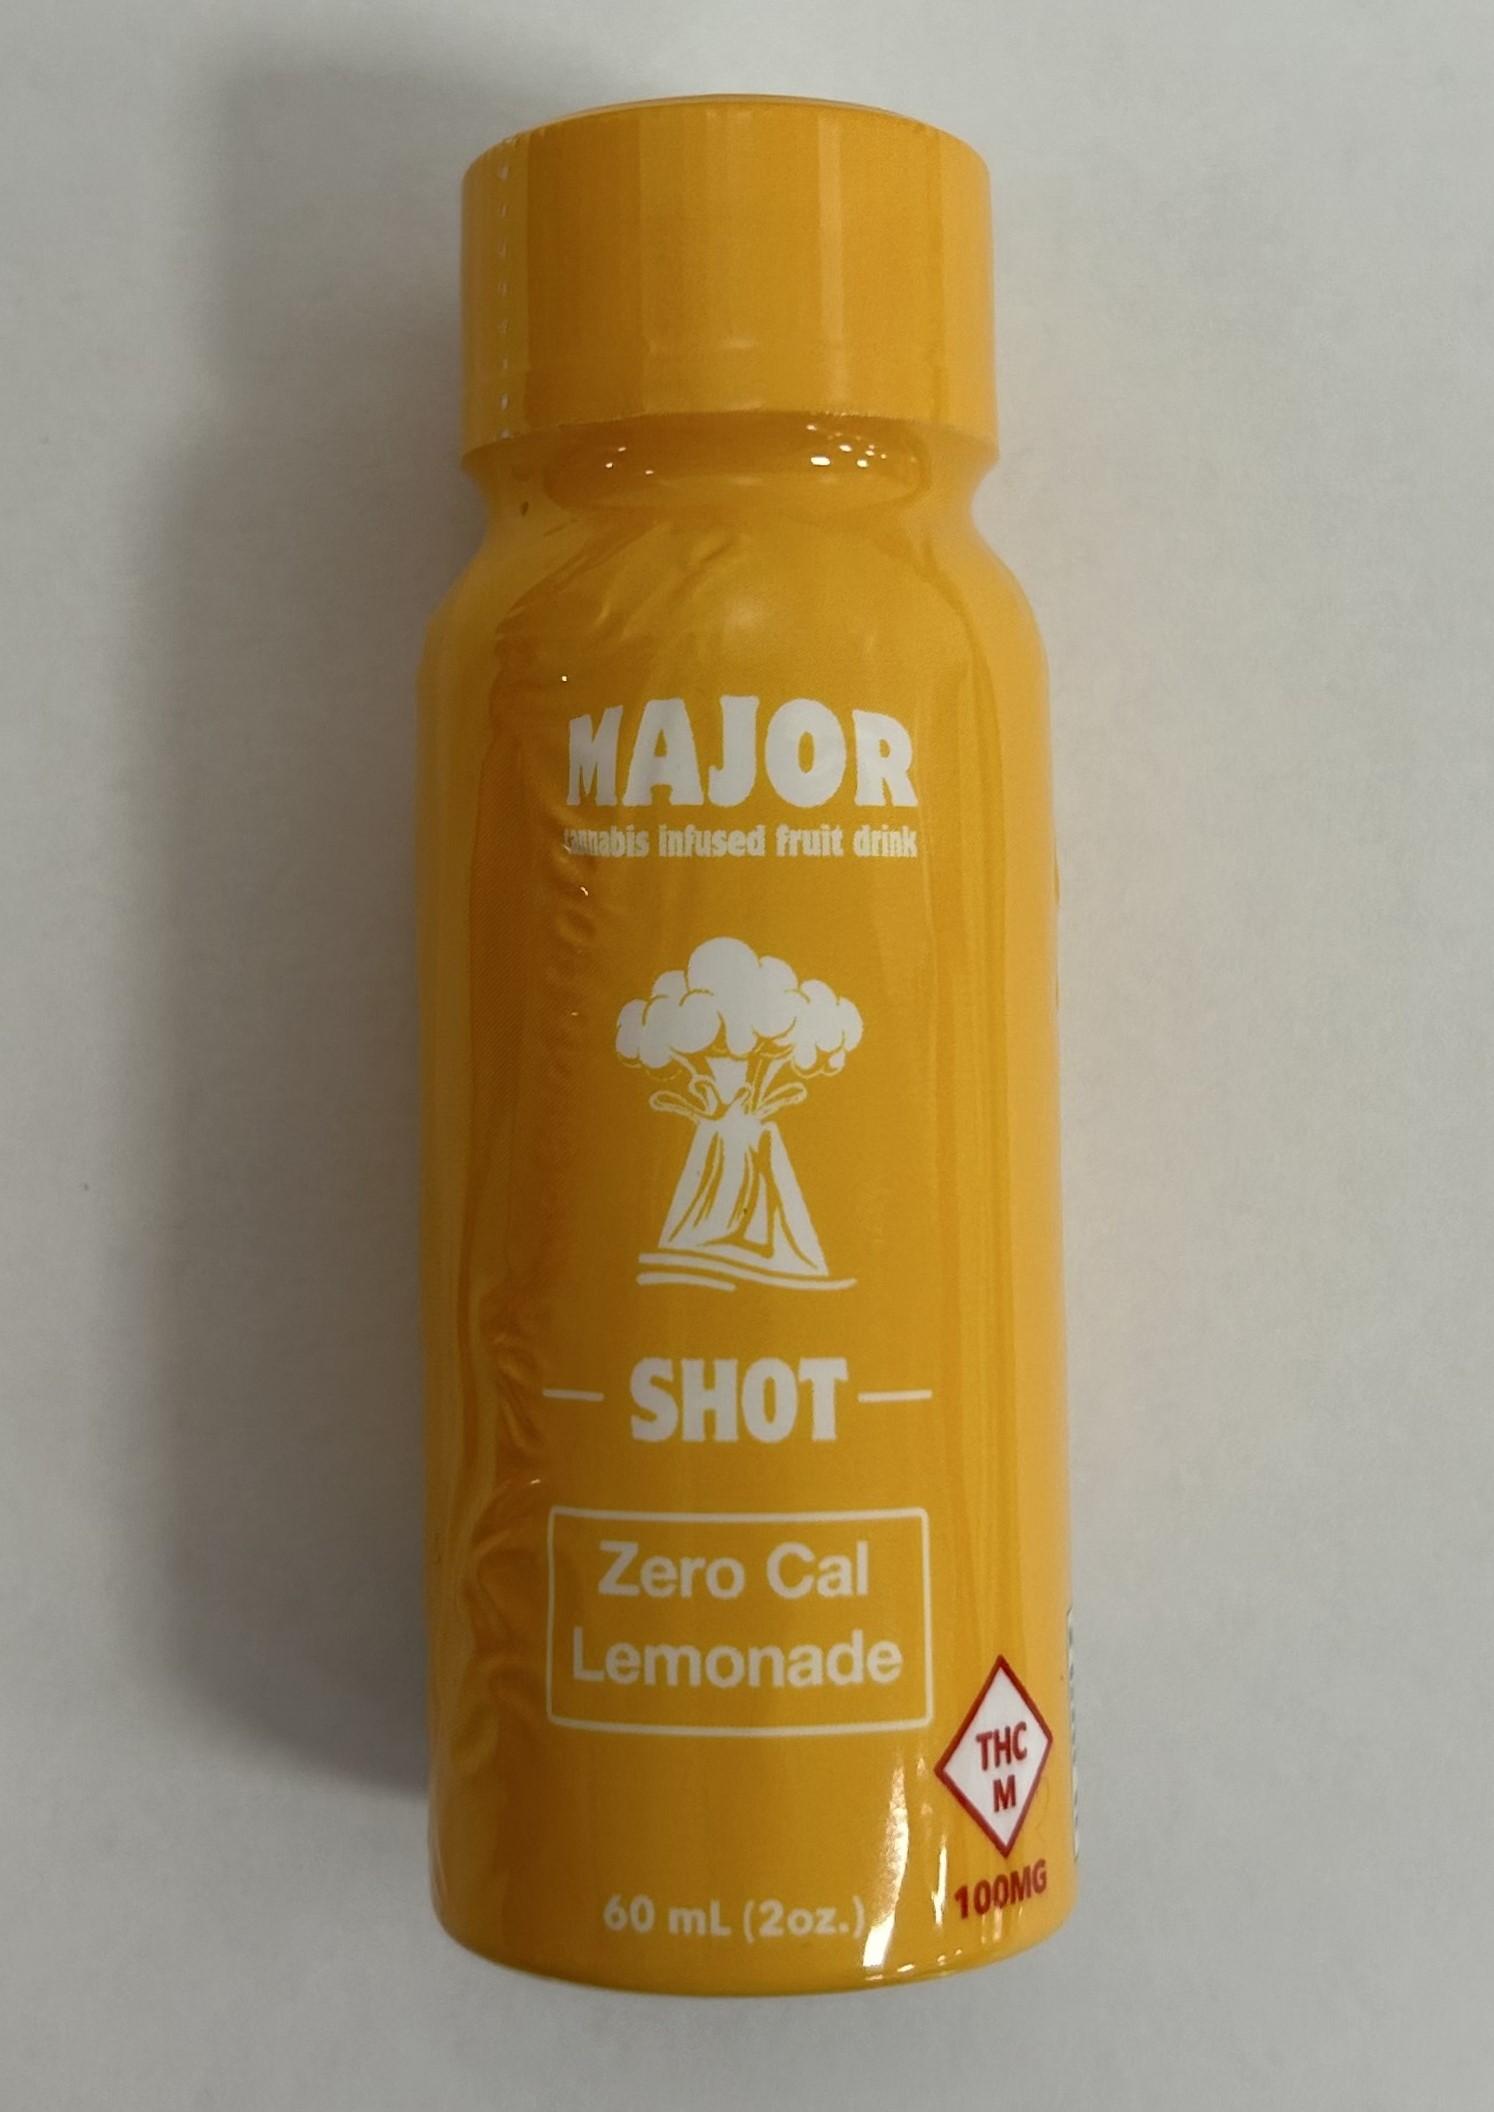 MAJOR
cannabis infused fruit drink
SHOT
Zero Cal
Lemonade
THC
M
100MG
60 mL (2oz.)